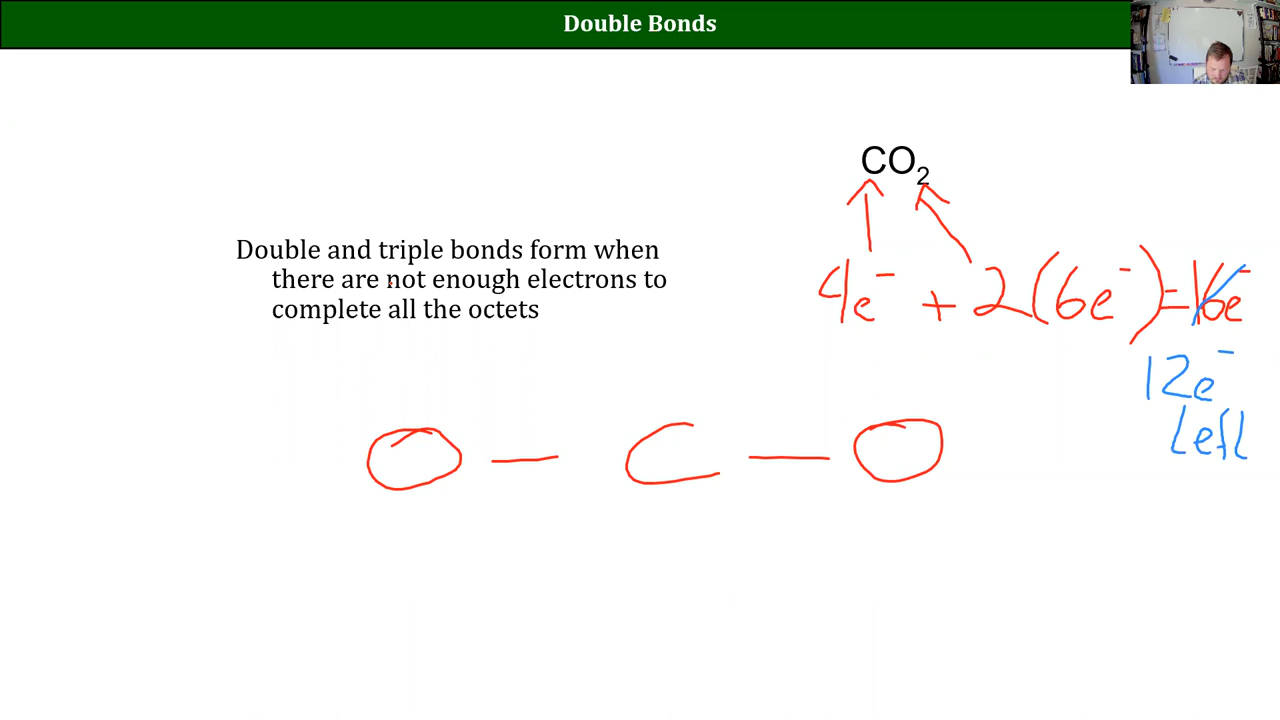 Double Bonds
CO₂
Double and triple bonds form when
there are not enough electrons to
complete all the octets
4e⁻ + 2(6e⁻) = 16e⁻
12e⁻
left
O — C — O